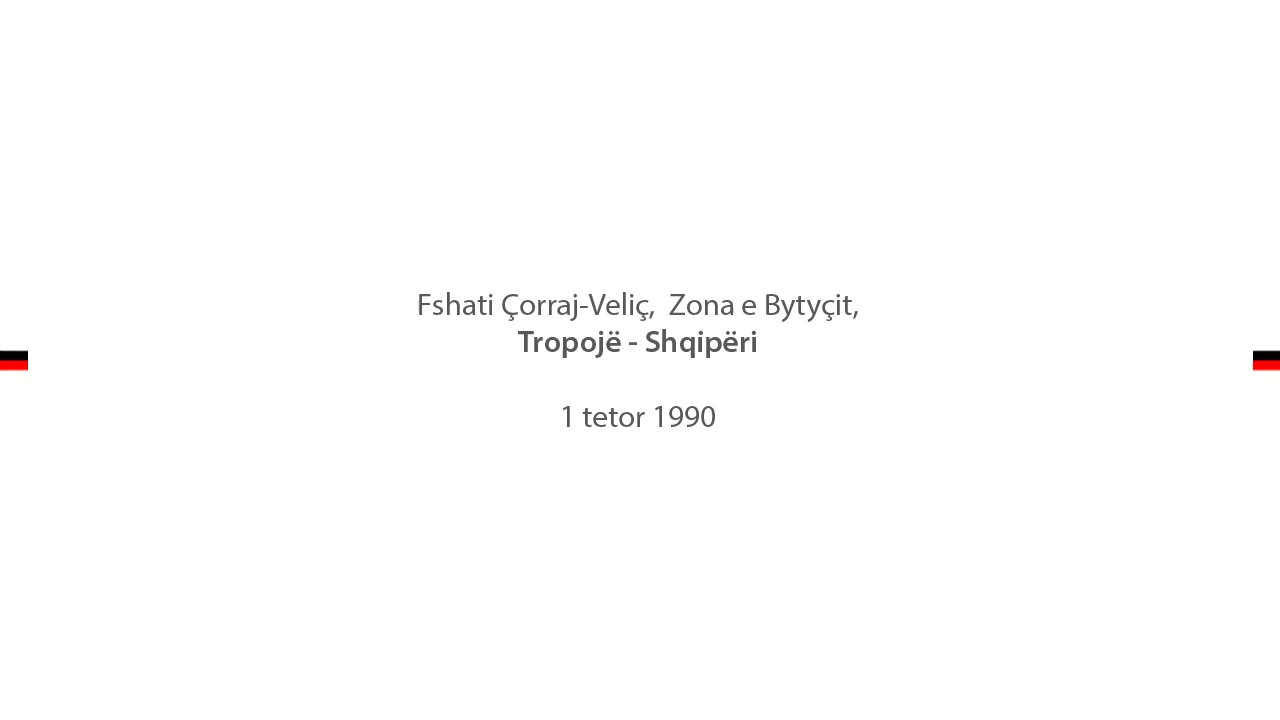 Fshati Çorraj-Veliç,  Zona e Bytyçit,
Tropojë - Shqipëri
1 tetor 1990